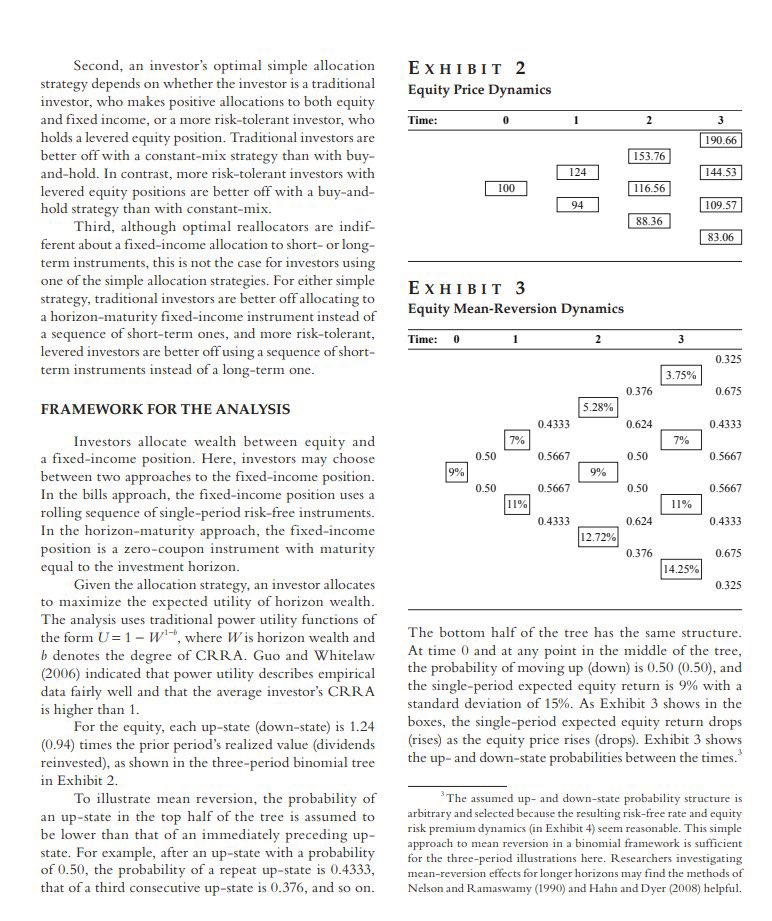 Second, an investor's optimal simple allocation
strategy depends on whether the investor is a traditional
investor, who makes positive allocations to both equity
and fixed income, or a more risk-tolerant investor, who
holds a levered equity position. Traditional investors are
better off with a constant-mix strategy than with buy-
and-hold. In contrast, more risk-tolerant investors with
levered equity positions are better off with a buy-and-
hold strategy than with constant-mix.
Third, although optimal reallocators are indif-
ferent about a fixed-income allocation to short- or long-
term instruments, this is not the case for investors using
one of the simple allocation strategies. For either simple
strategy, traditional investors are better off allocating to
a horizon-maturity fixed-income instrument instead of
a sequence of short-term ones, and more risk-tolerant,
levered investors are better off using a sequence of short-
term instruments instead of a long-term one.
FRAMEWORK FOR THE ANALYSIS
Investors allocate wealth between equity and
a fixed-income position. Here, investors may choose
between two approaches to the fixed-income position.
In the bills approach, the fixed-income position uses a
rolling sequence of single-period risk-free instruments.
In the horizon-maturity approach, the fixed-income
position is a zero-coupon instrument with maturity
equal to the investment horizon.
Given the allocation strategy, an investor allocates
to maximize the expected utility of horizon wealth.
The analysis uses traditional power utility functions of
the form U = 1 − W^{1−b}, where W is horizon wealth and
b denotes the degree of CRRA. Guo and Whitelaw
(2006) indicated that power utility describes empirical
data fairly well and that the average investor's CRRA
is higher than 1.
For the equity, each up-state (down-state) is 1.24
(0.94) times the prior period's realized value (dividends
reinvested), as shown in the three-period binomial tree
in Exhibit 2.
To illustrate mean reversion, the probability of
an up-state in the top half of the tree is assumed to
be lower than that of an immediately preceding up-
state. For example, after an up-state with a probability
of 0.50, the probability of a repeat up-state is 0.4333,
that of a third consecutive up-state is 0.376, and so on.
EXHIBIT 2
Equity Price Dynamics
Time: 0 1 2 3
190.66
153.76
124 144.53
100 116.56
94 109.57
88.36
83.06
EXHIBIT 3
Equity Mean-Reversion Dynamics
Time: 0 1 2 3
0.325
3.75%
0.376 0.675
5.28%
0.4333 0.624 0.4333
7% 7%
0.50 0.5667 0.50 0.5667
9% 9%
0.50 0.5667 0.50 0.5667
11% 11%
0.4333 0.624 0.4333
12.72%
0.376 0.675
14.25%
0.325
The bottom half of the tree has the same structure.
At time 0 and at any point in the middle of the tree,
the probability of moving up (down) is 0.50 (0.50), and
the single-period expected equity return is 9% with a
standard deviation of 15%. As Exhibit 3 shows in the
boxes, the single-period expected equity return drops
(rises) as the equity price rises (drops). Exhibit 3 shows
the up- and down-state probabilities between the times.³
³The assumed up- and down-state probability structure is
arbitrary and selected because the resulting risk-free rate and equity
risk premium dynamics (in Exhibit 4) seem reasonable. This simple
approach to mean reversion in a binomial framework is sufficient
for the three-period illustrations here. Researchers investigating
mean-reversion effects for longer horizons may find the methods of
Nelson and Ramaswamy (1990) and Hahn and Dyer (2008) helpful.